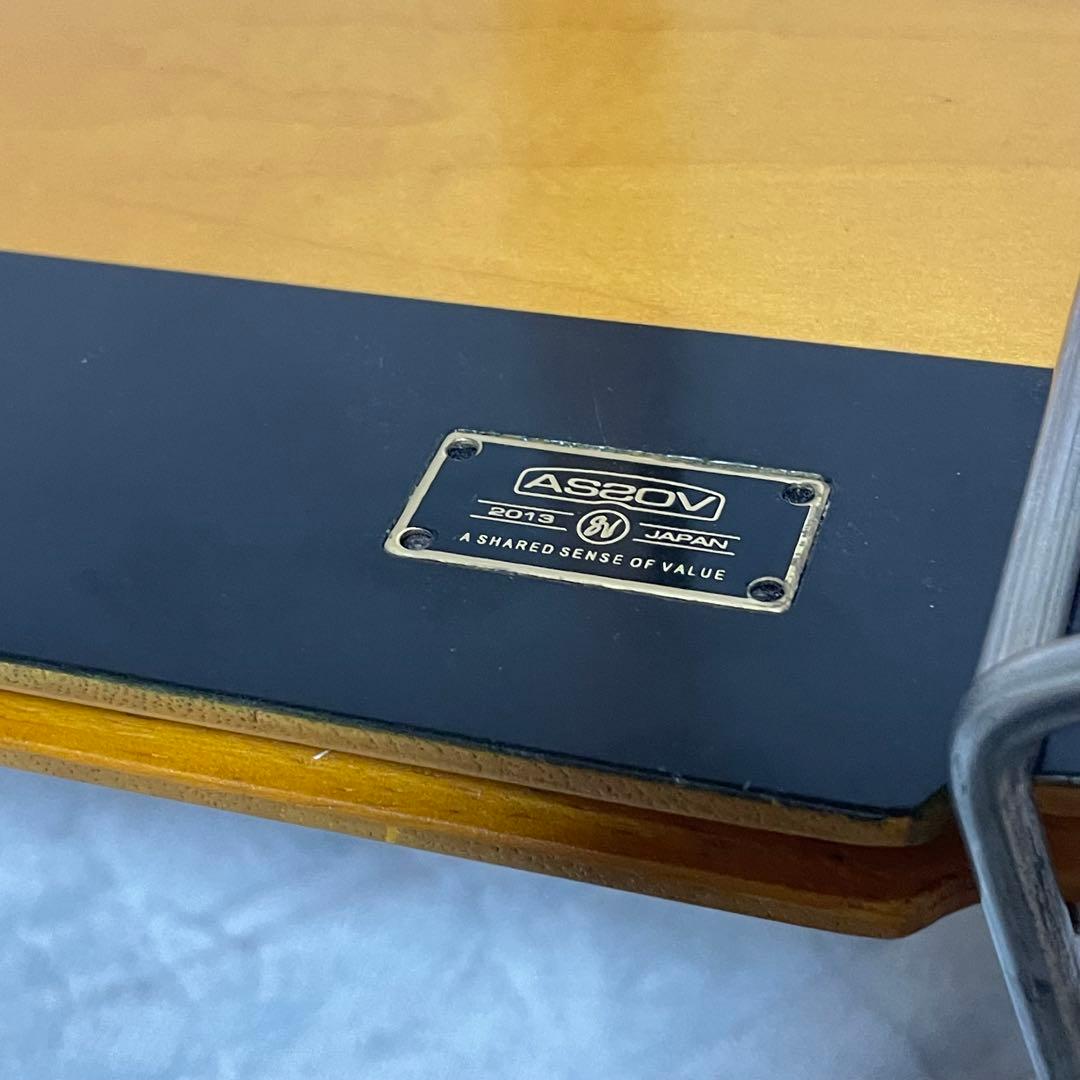 AS2OV
2013 JAPAN
A SHARED SENSE OF VALUE